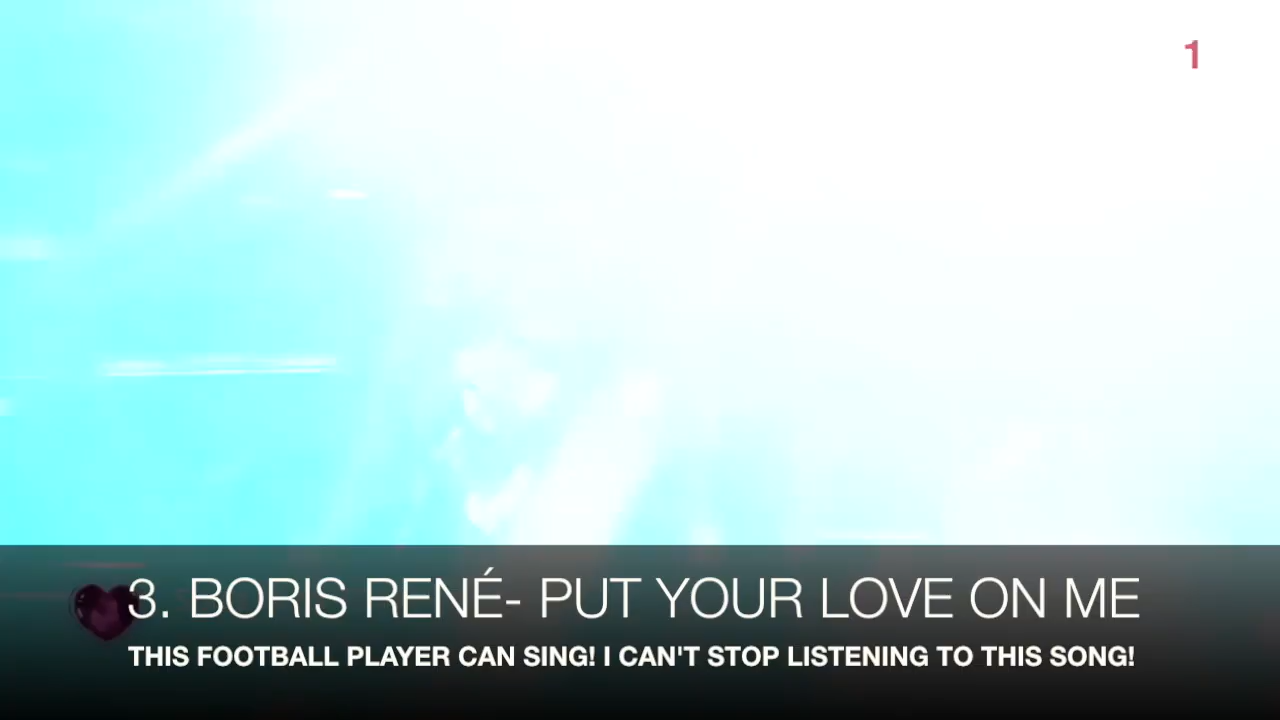 1
3. BORIS RENÉ- PUT YOUR LOVE ON ME
THIS FOOTBALL PLAYER CAN SING! I CAN'T STOP LISTENING TO THIS SONG!